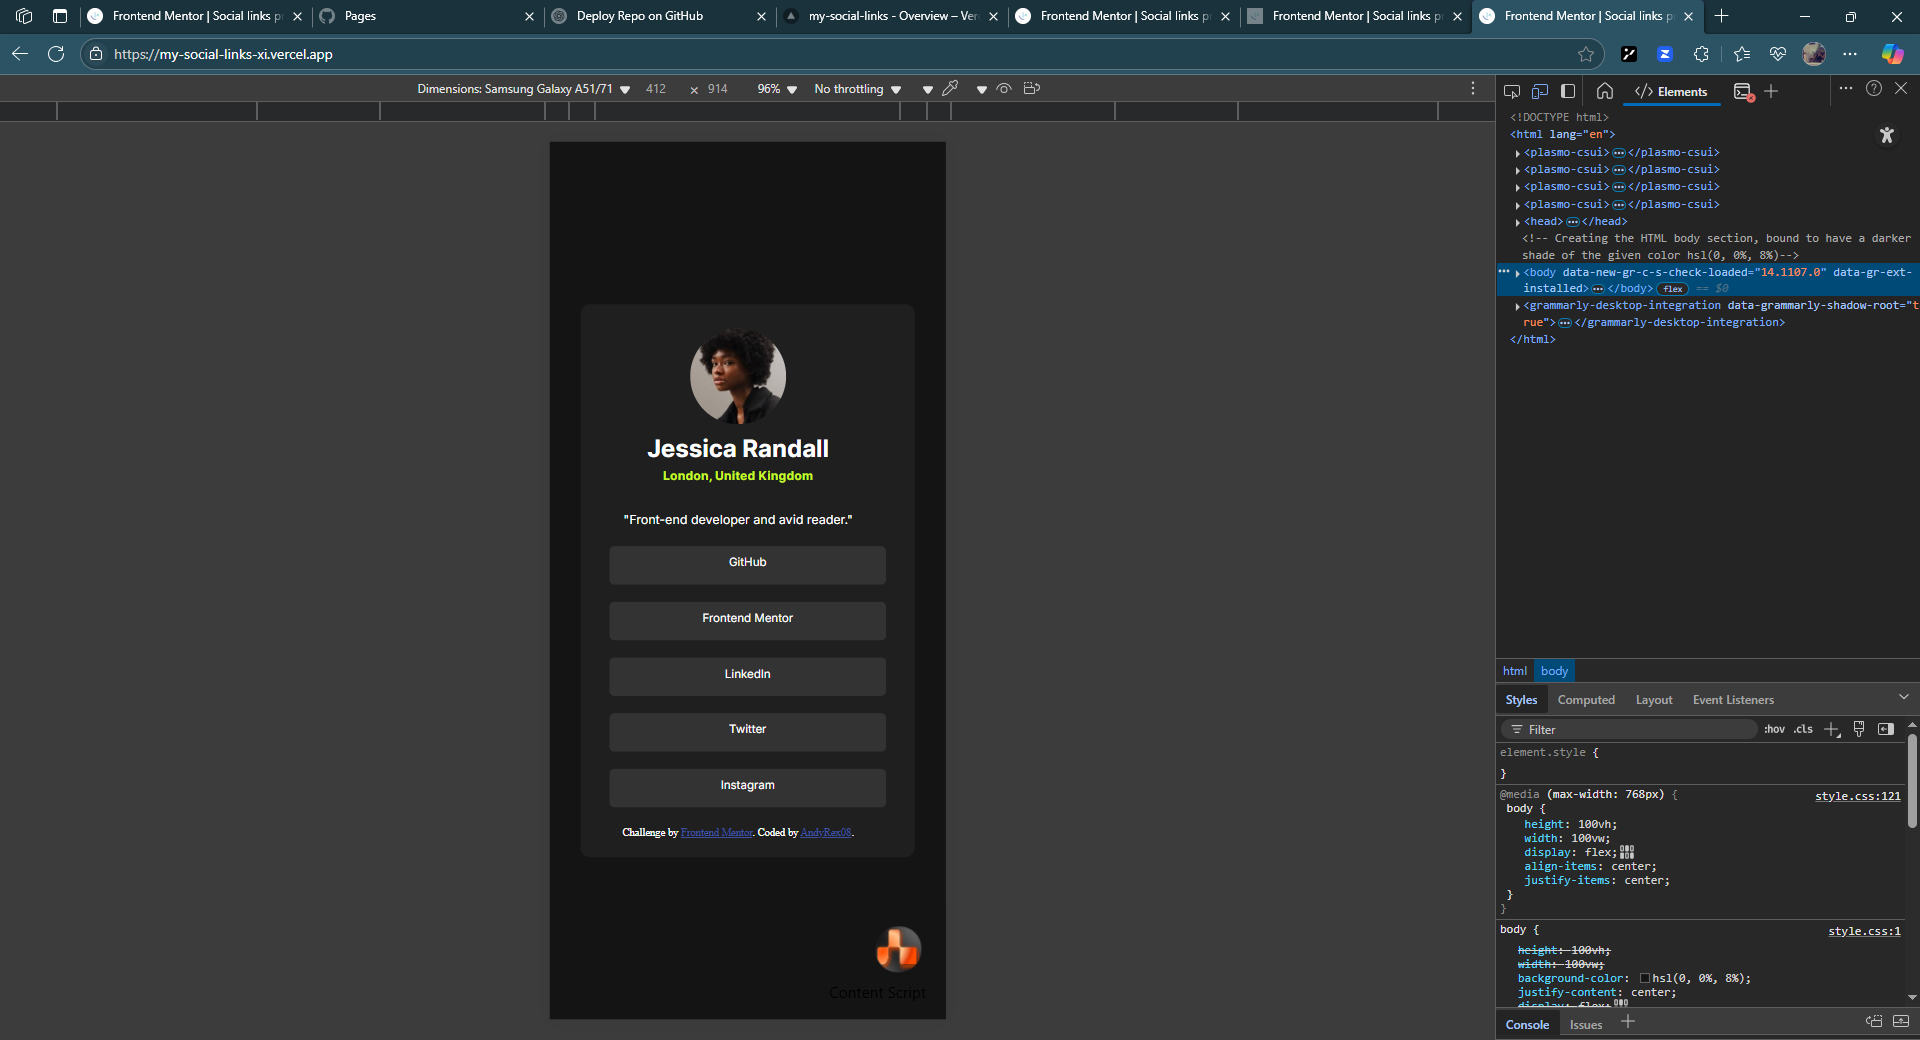 Frontend Mentor | Social links pr
Pages
Deploy Repo on GitHub
my-social-links - Overview – Ver
Frontend Mentor | Social links pr
Frontend Mentor | Social links pr
Frontend Mentor | Social links p
https://my-social-links-xi.vercel.app
Dimensions: Samsung Galaxy A51/71 412 × 914 96% No throttling
Elements
<!DOCTYPE html>
<html lang="en">
<plasmo-csui></plasmo-csui>
<plasmo-csui></plasmo-csui>
<plasmo-csui></plasmo-csui>
<plasmo-csui></plasmo-csui>
<head></head>
<!-- Creating the HTML body section, bound to have a darker
shade of the given color hsl(0, 0%, 8%)-->
<body data-new-gr-c-s-check-loaded="14.1107.0" data-gr-ext-
installed></body> flex == $0
<grammarly-desktop-integration data-grammarly-shadow-root="t
rue"></grammarly-desktop-integration>
</html>
Jessica Randall
London, United Kingdom
"Front-end developer and avid reader."
GitHub
Frontend Mentor
LinkedIn
Twitter
Instagram
Challenge by Frontend Mentor. Coded by AndyRex08.
Content Script
html body
Styles Computed Layout Event Listeners
Filter :hov .cls
element.style {
}
@media (max-width: 768px) { style.css:121
body {
height: 100vh;
width: 100vw;
display: flex;
align-items: center;
justify-items: center;
}
}
body { style.css:1
height: 100vh;
width: 100vw;
background-color: hsl(0, 0%, 8%);
justify-content: center;
display: flex;
Console Issues